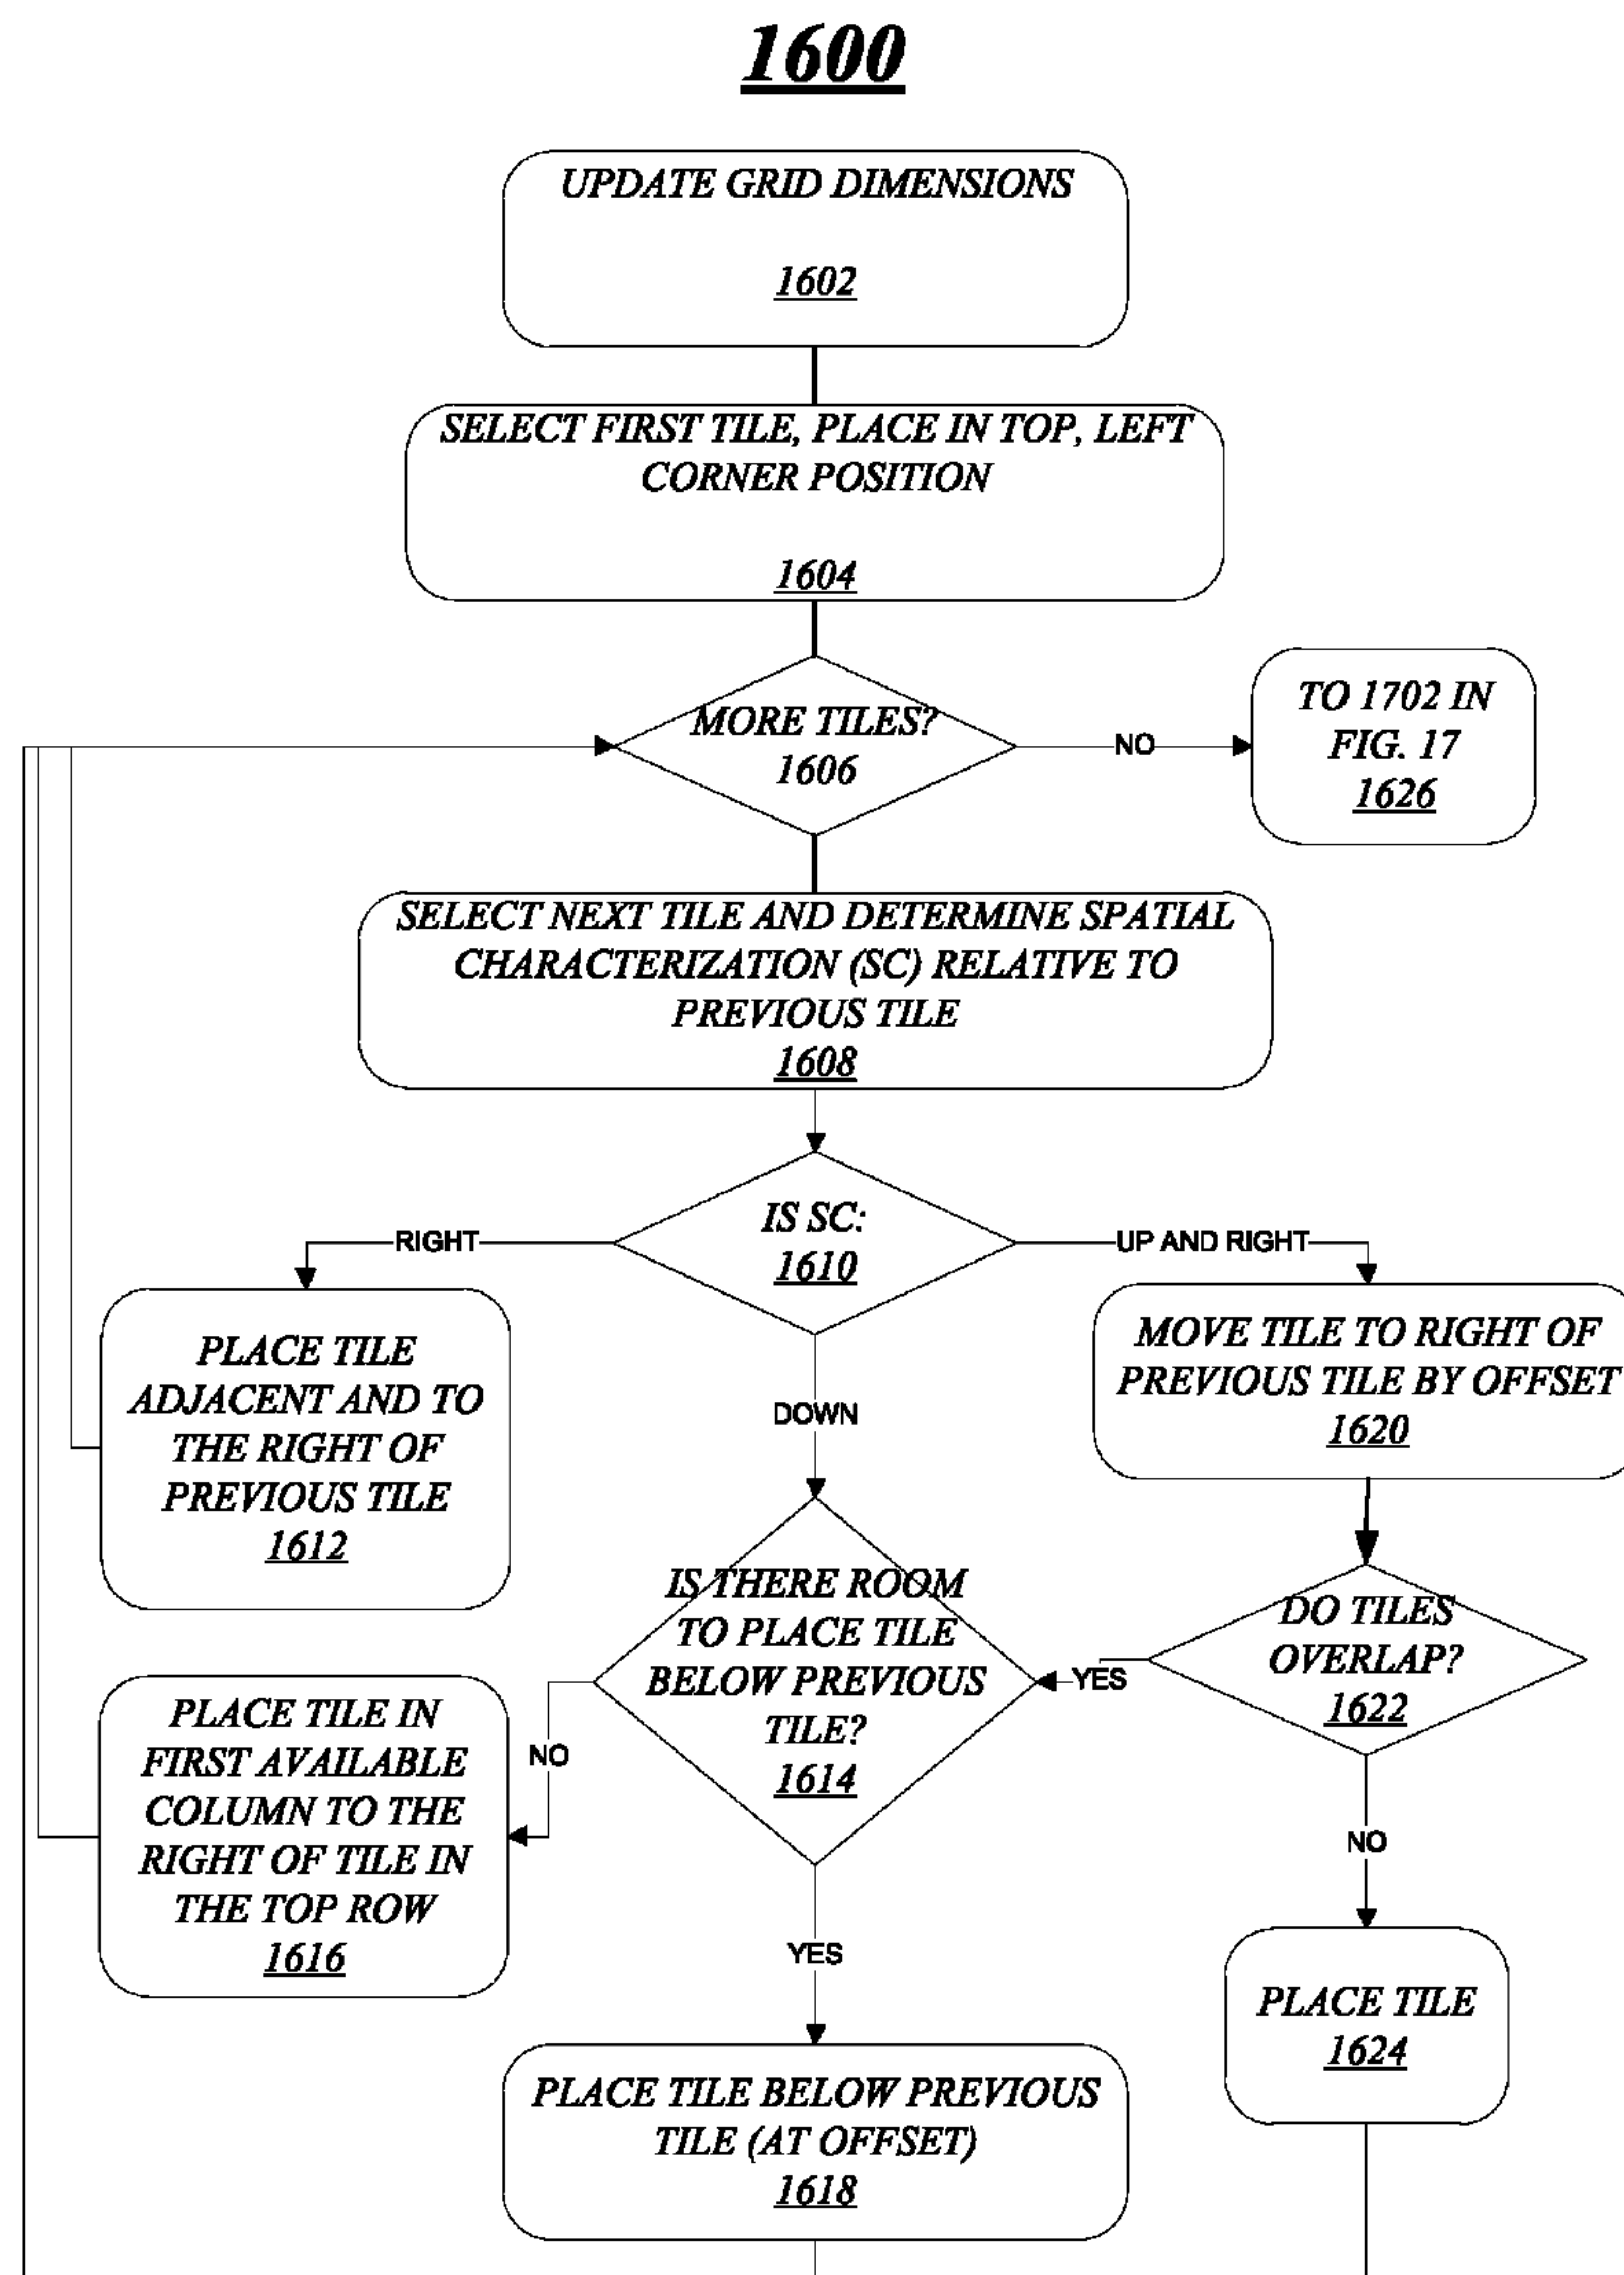 1600
UPDATE GRID DIMENSIONS
1602
SELECT FIRST TILE, PLACE IN TOP, LEFT
CORNER POSITION
1604
MORE TILES?
1606
NO
TO 1702 IN
FIG. 17
1626
SELECT NEXT TILE AND DETERMINE SPATIAL
CHARACTERIZATION (SC) RELATIVE TO
PREVIOUS TILE
1608
IS SC:
1610
RIGHT
UP AND RIGHT
DOWN
PLACE TILE
ADJACENT AND TO
THE RIGHT OF
PREVIOUS TILE
1612
MOVE TILE TO RIGHT OF
PREVIOUS TILE BY OFFSET
1620
IS THERE ROOM
TO PLACE TILE
BELOW PREVIOUS
TILE?
1614
DO TILES
OVERLAP?
1622
YES
NO
NO
PLACE TILE IN
FIRST AVAILABLE
COLUMN TO THE
RIGHT OF TILE IN
THE TOP ROW
1616
YES
PLACE TILE
1624
PLACE TILE BELOW PREVIOUS
TILE (AT OFFSET)
1618